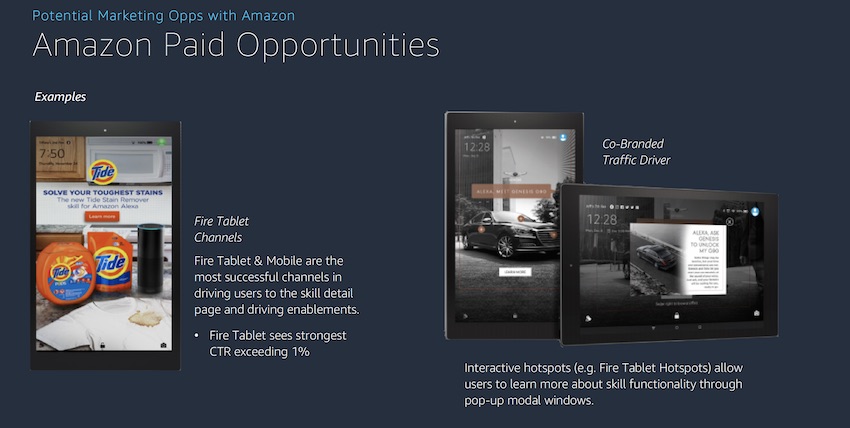 Potential Marketing Opps with Amazon
Amazon Paid Opportunities
Examples
7:50
Tide
SOLVE YOUR TOUGHEST STAINS
The new Tide Stain Remover
skill for Amazon Alexa
Learn more
Tide
Tide
Fire Tablet
Channels
Fire Tablet & Mobile are the
most successful channels in
driving users to the skill detail
page and driving enablements.
• Fire Tablet sees strongest
CTR exceeding 1%
12:28
ALEXA, MEET GENESIS G80
Co-Branded
Traffic Driver
12:28
ALEXA, ASK
GENESIS
TO UNLOCK
MY G80
Interactive hotspots (e.g. Fire Tablet Hotspots) allow
users to learn more about skill functionality through
pop-up modal windows.